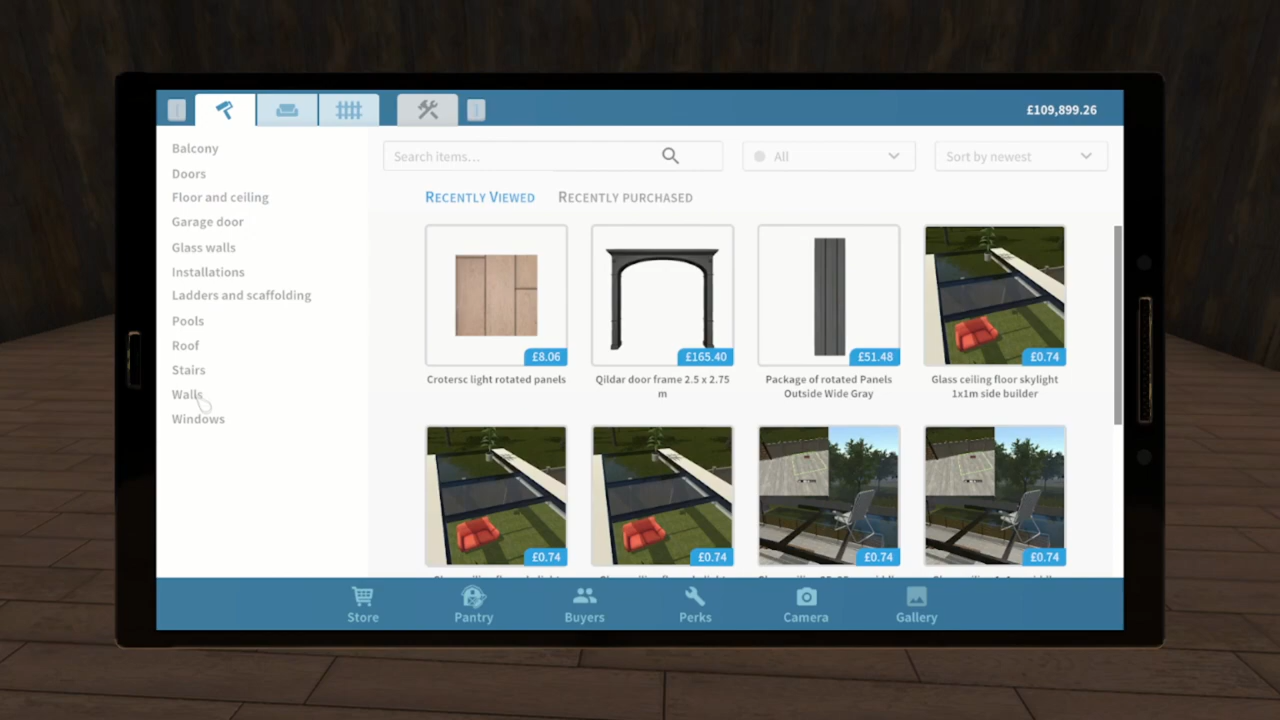 £109,899.26
Balcony
Doors
Floor and ceiling
Garage door
Glass walls
Installations
Ladders and scaffolding
Pools
Roof
Stairs
Walls
Windows
Search items...
All
Sort by newest
Recently Viewed
Recently purchased
£8.06
£165.40
£51.48
£0.74
Crotersc light rotated panels
Qildar door frame 2.5 x 2.75
m
Package of rotated Panels
Outside Wide Gray
Glass ceiling floor skylight
1x1m side builder
£0.74
£0.74
£0.74
£0.74
Store
Pantry
Buyers
Perks
Camera
Gallery